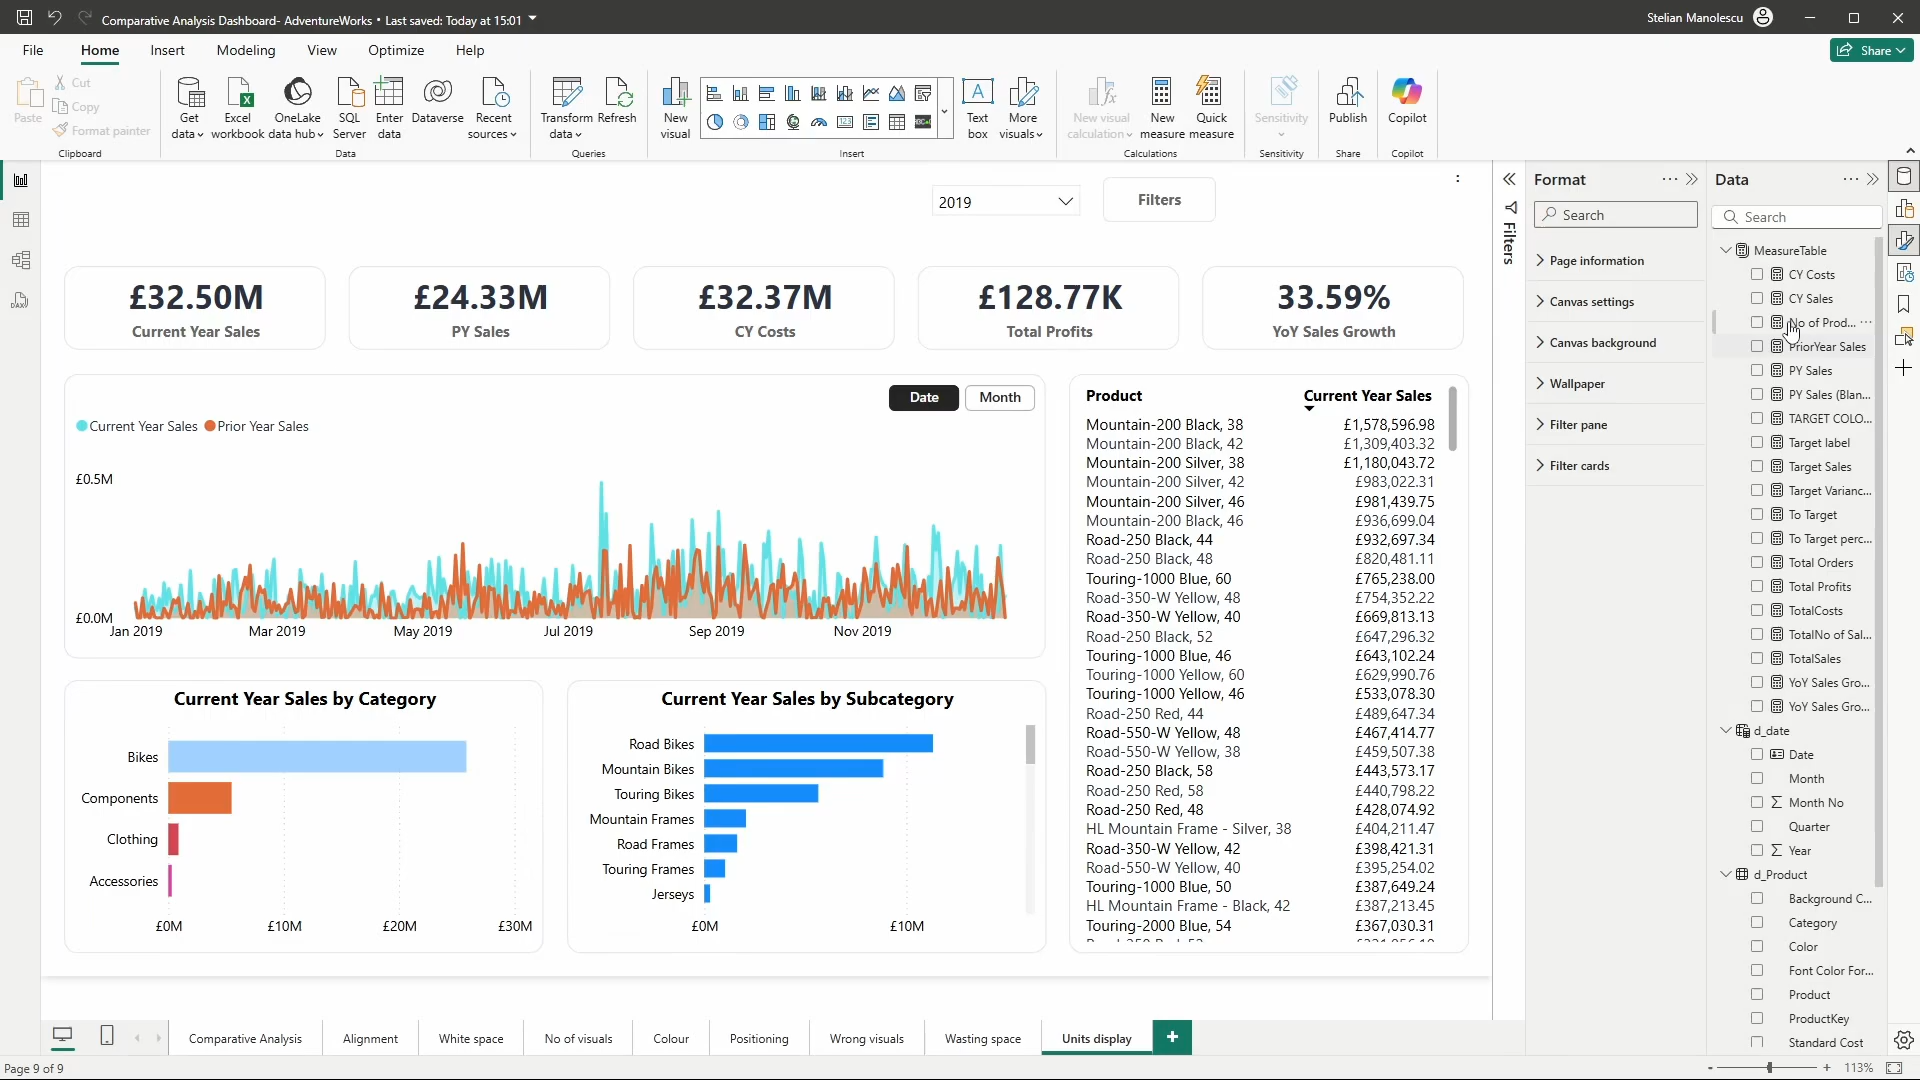 Comparative Analysis Dashboard- AdventureWorks • Last saved: Today at 15:01
Stelian Manolescu
File
Home
Insert
Modeling
View
Optimize
Help
Share
Paste
Cut
Copy
Format painter
Clipboard
Get data
Excel workbook
OneLake data hub
SQL Server
Enter data
Dataverse
Recent sources
Data
Transform data
Refresh
Queries
New visual
Text box
More visuals
Insert
New visual calculation
New measure
Quick measure
Calculations
Sensitivity
Sensitivity
Publish
Share
Copilot
Copilot
2019
Filters
£32.50M
Current Year Sales
£24.33M
PY Sales
£32.37M
CY Costs
£128.77K
Total Profits
33.59%
YoY Sales Growth
Date
Month
Current Year Sales
Prior Year Sales
£0.5M
£0.0M
Jan 2019
Mar 2019
May 2019
Jul 2019
Sep 2019
Nov 2019
Product Current Year Sales
Mountain-200 Black, 38 £1,578,596.98
Mountain-200 Black, 42 £1,309,403.32
Mountain-200 Silver, 38 £1,180,043.72
Mountain-200 Silver, 42 £983,022.31
Mountain-200 Silver, 46 £981,439.75
Mountain-200 Black, 46 £936,699.04
Road-250 Black, 44 £932,697.34
Road-250 Black, 48 £820,481.11
Touring-1000 Blue, 60 £765,238.00
Road-350-W Yellow, 48 £754,352.22
Road-350-W Yellow, 40 £669,813.13
Road-250 Black, 52 £647,296.32
Touring-1000 Blue, 46 £643,102.24
Touring-1000 Yellow, 60 £629,990.76
Touring-1000 Yellow, 46 £533,078.30
Road-250 Red, 44 £489,647.34
Road-550-W Yellow, 48 £467,414.77
Road-550-W Yellow, 38 £459,507.38
Road-250 Black, 58 £443,573.17
Road-250 Red, 58 £440,798.22
Road-250 Red, 48 £428,074.92
HL Mountain Frame - Silver, 38 £404,211.47
Road-350-W Yellow, 42 £398,421.31
Road-550-W Yellow, 40 £395,254.02
Touring-1000 Blue, 50 £387,649.24
HL Mountain Frame - Black, 42 £387,213.45
Touring-2000 Blue, 54 £367,030.31
Current Year Sales by Category
Bikes
Components
Clothing
Accessories
£0M
£10M
£20M
£30M
Current Year Sales by Subcategory
Road Bikes
Mountain Bikes
Touring Bikes
Mountain Frames
Road Frames
Touring Frames
Jerseys
£0M
£10M
Filters
Format
Search
Page information
Canvas settings
Canvas background
Wallpaper
Filter pane
Filter cards
Data
Search
MeasureTable
CY Costs
CY Sales
No of Prod...
PriorYear Sales
PY Sales
PY Sales (Blan...
TARGET COLO...
Target label
Target Sales
Target Varianc...
To Target
To Target perc...
Total Orders
Total Profits
TotalCosts
TotalNo of Sal...
TotalSales
YoY Sales Gro...
YoY Sales Gro...
d_date
Date
Month
Month No
Quarter
Year
d_Product
Background C...
Category
Color
Font Color For...
Product
ProductKey
Standard Cost
Comparative Analysis
Alignment
White space
No of visuals
Colour
Positioning
Wrong visuals
Wasting space
Units display
Page 9 of 9
113%